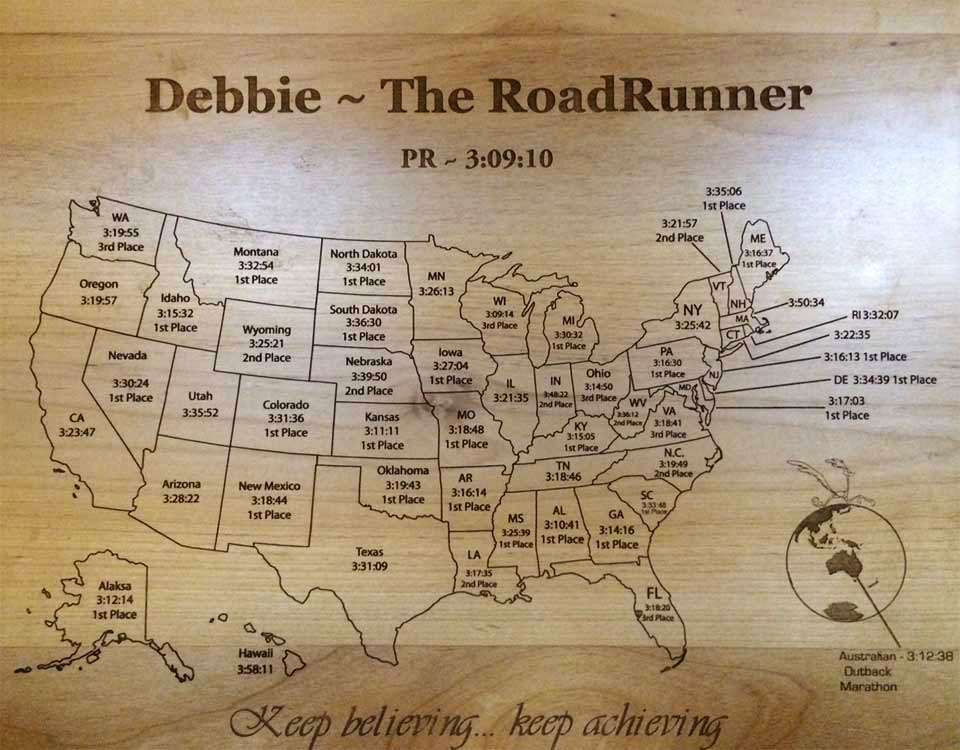 Debbie ~ The RoadRunner
PR ~ 3:09:10
3:35:06
1st Place
3:21:57
2nd Place
WA
3:19:55
3rd Place
Oregon
3:19:57
Idaho
3:15:32
1st Place
Montana
3:32:54
1st Place
North Dakota
3:34:01
1st Place
South Dakota
3:36:30
1st Place
MN
3:26:13
WI
3:09:14
3rd Place
MI
3:30:32
1st Place
NY
3:25:42
VT
NH
ME
3:16:37
1st Place
MA
CT
3:50:34
RI 3:32:07
3:22:35
3:16:13 1st Place
DE 3:34:39 1st Place
3:17:03
1st Place
Wyoming
3:25:21
2nd Place
Nebraska
3:39:50
2nd Place
Iowa
3:27:04
1st Place
Nevada
3:30:24
1st Place
CA
3:23:47
Utah
3:35:52
Colorado
3:31:36
1st Place
Kansas
3:11:11
1st Place
MO
3:18:48
1st Place
IL
3:21:35
IN
3:48:22
2nd Place
Ohio
3:14:50
3rd Place
PA
3:16:30
1st Place
NJ
MD
WV
3:36:12
2nd Place
VA
3:18:41
3rd Place
KY
3:15:05
1st Place
N.C.
3:19:49
2nd Place
TN
3:18:46
Arizona
3:28:22
New Mexico
3:18:44
1st Place
Oklahoma
3:19:43
1st Place
AR
3:16:14
1st Place
SC
3:33:48
1st Place
MS
3:25:39
1st Place
AL
3:10:41
1st Place
GA
3:14:16
1st Place
Texas
3:31:09
LA
3:17:35
2nd Place
FL
3:18:20
3rd Place
Alaksa
3:12:14
1st Place
Hawaii
3:58:11
Australian - 3:12:38
Outback
Marathon
Keep believing... keep achieving